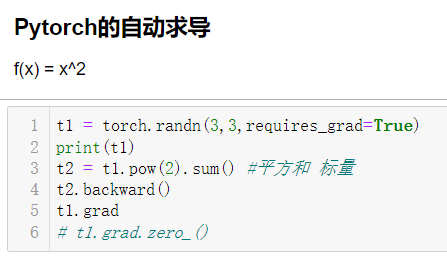 Pytorch的自动求导
f(x) = x^2
1 t1 = torch.randn(3,3,requires_grad=True)
2 print(t1)
3 t2 = t1.pow(2).sum() #平方和 标量
4 t2.backward()
5 t1.grad
6 # t1.grad.zero_()